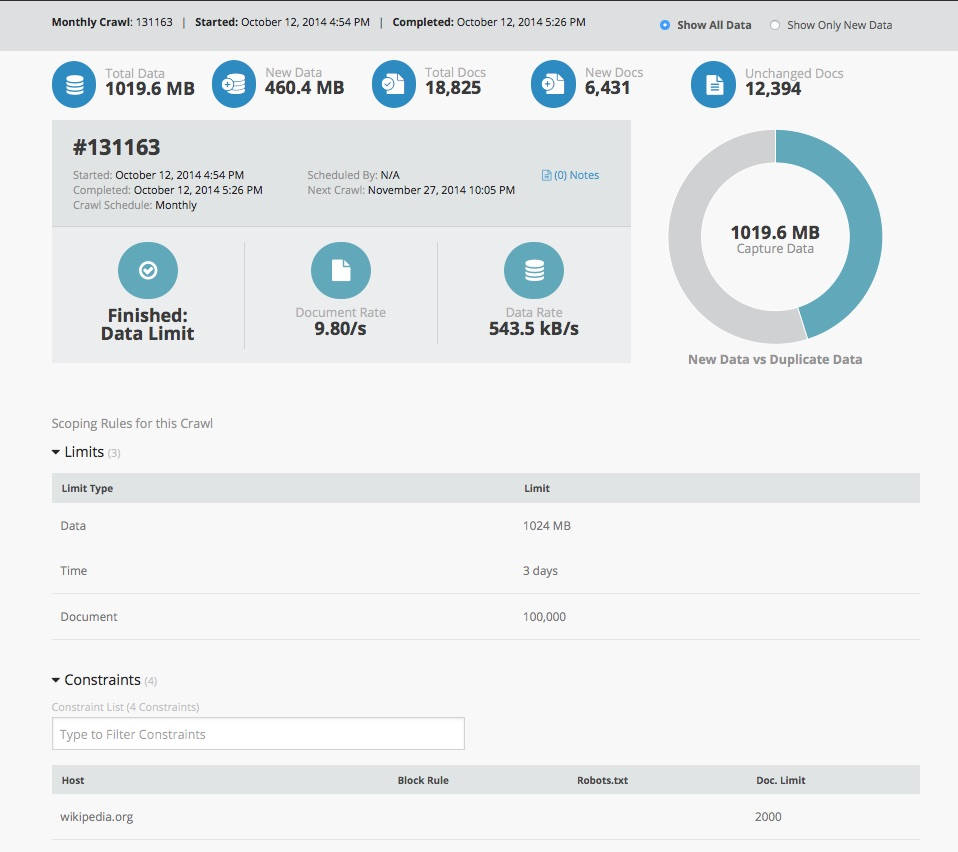 Monthly Crawl: 131163 | Started: October 12, 2014 4:54 PM | Completed: October 12, 2014 5:26 PM
Show All Data Show Only New Data
Total Data
1019.6 MB
New Data
460.4 MB
Total Docs
18,825
New Docs
6,431
Unchanged Docs
12,394
#131163
Started: October 12, 2014 4:54 PM
Completed: October 12, 2014 5:26 PM
Crawl Schedule: Monthly
Scheduled By: N/A
Next Crawl: November 27, 2014 10:05 PM
(0) Notes
Finished:
Data Limit
Document Rate
9.80/s
Data Rate
543.5 kB/s
1019.6 MB
Capture Data
New Data vs Duplicate Data
Scoping Rules for this Crawl
Limits (3)
Limit Type Limit
Data 1024 MB
Time 3 days
Document 100,000
Constraints (4)
Constraint List (4 Constraints)
Type to Filter Constraints
Host Block Rule Robots.txt Doc. Limit
wikipedia.org 2000